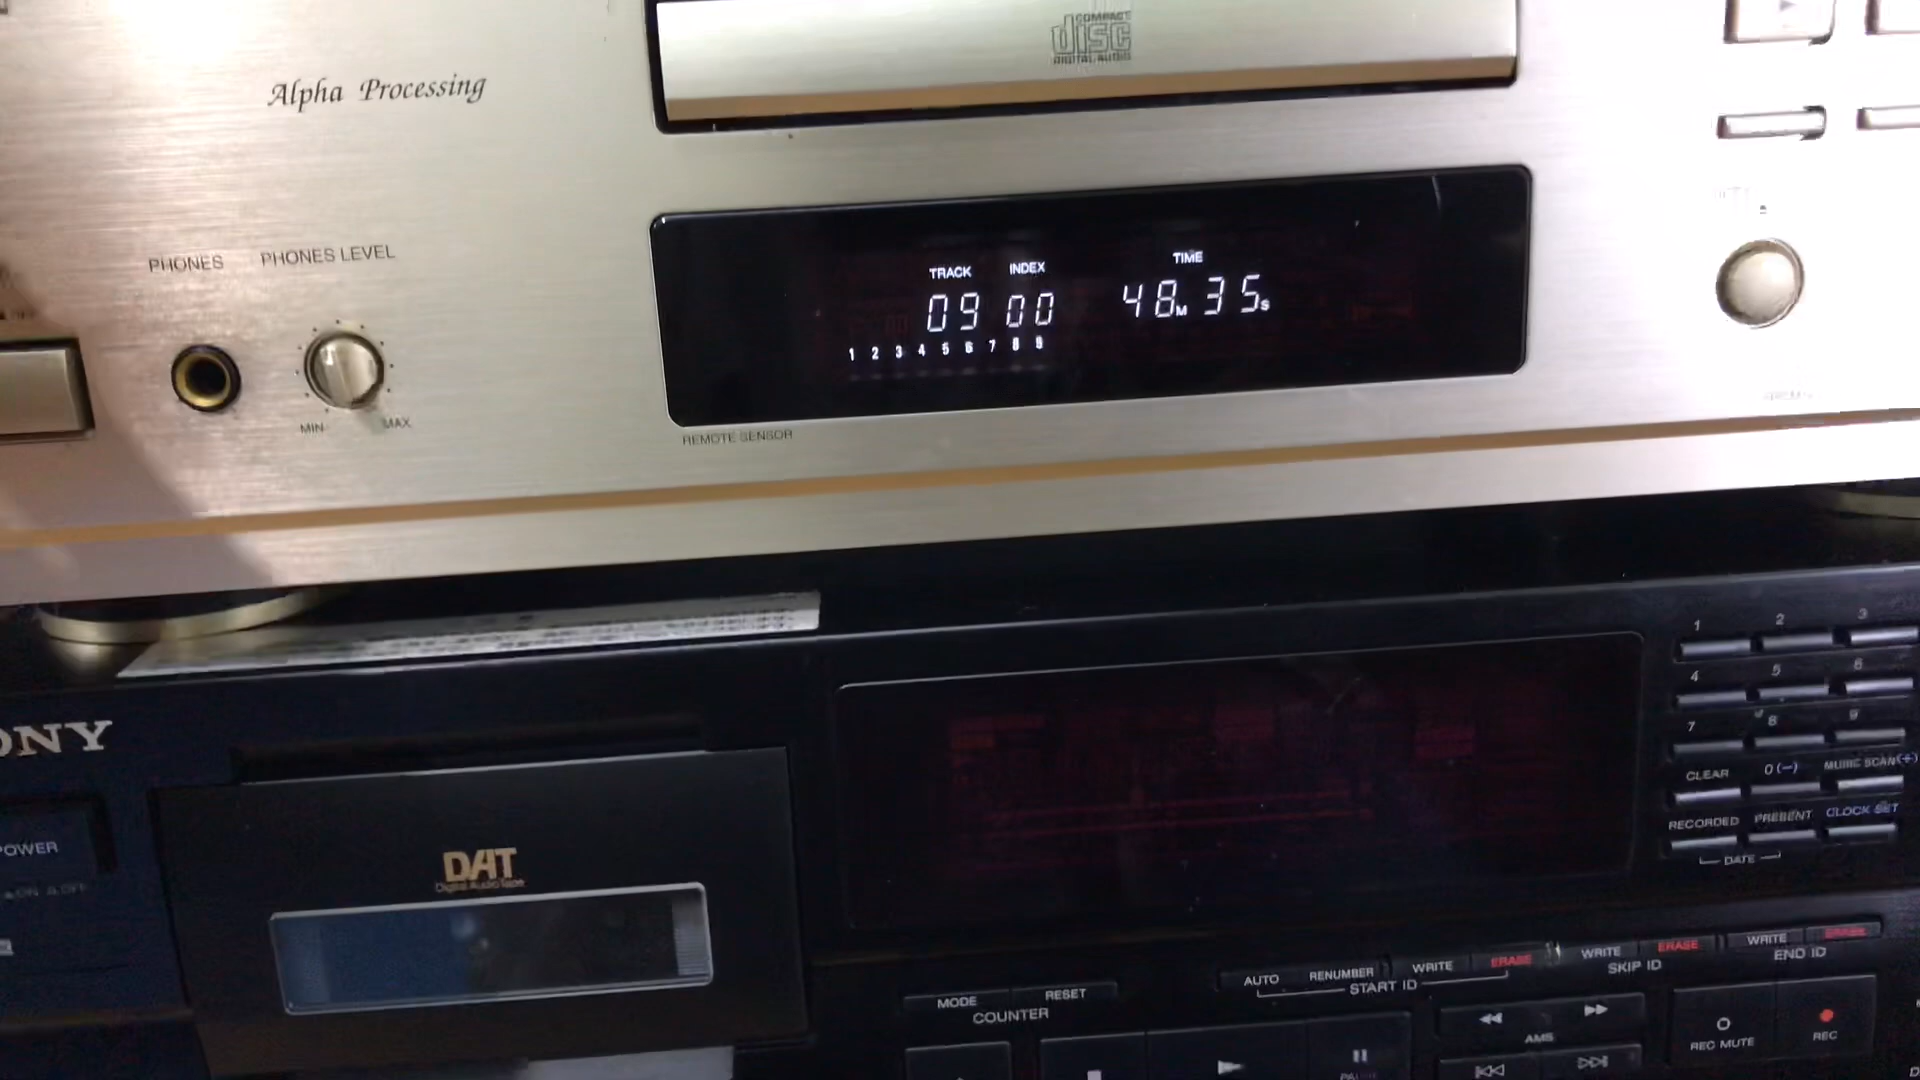 COMPACT
disc
DIGITAL AUDIO
Alpha Processing
PHONES PHONES LEVEL
MIN MAX
TRACK INDEX TIME
09 00 48M 35S
1 2 3 4 5 6 7 8 9
REMOTE SENSOR
ONY
POWER
DAT
Digital Audio Tape
1 2 3
4 5 6
7 8 9
CLEAR 0(−) MUSIC SCAN(+)
RECORDED PRESENT CLOCK SET
DATE
AUTO RENUMBER WRITE ERASE WRITE ERASE WRITE ERASE
START ID SKIP ID END ID
MODE RESET
COUNTER
AMS
REC MUTE REC